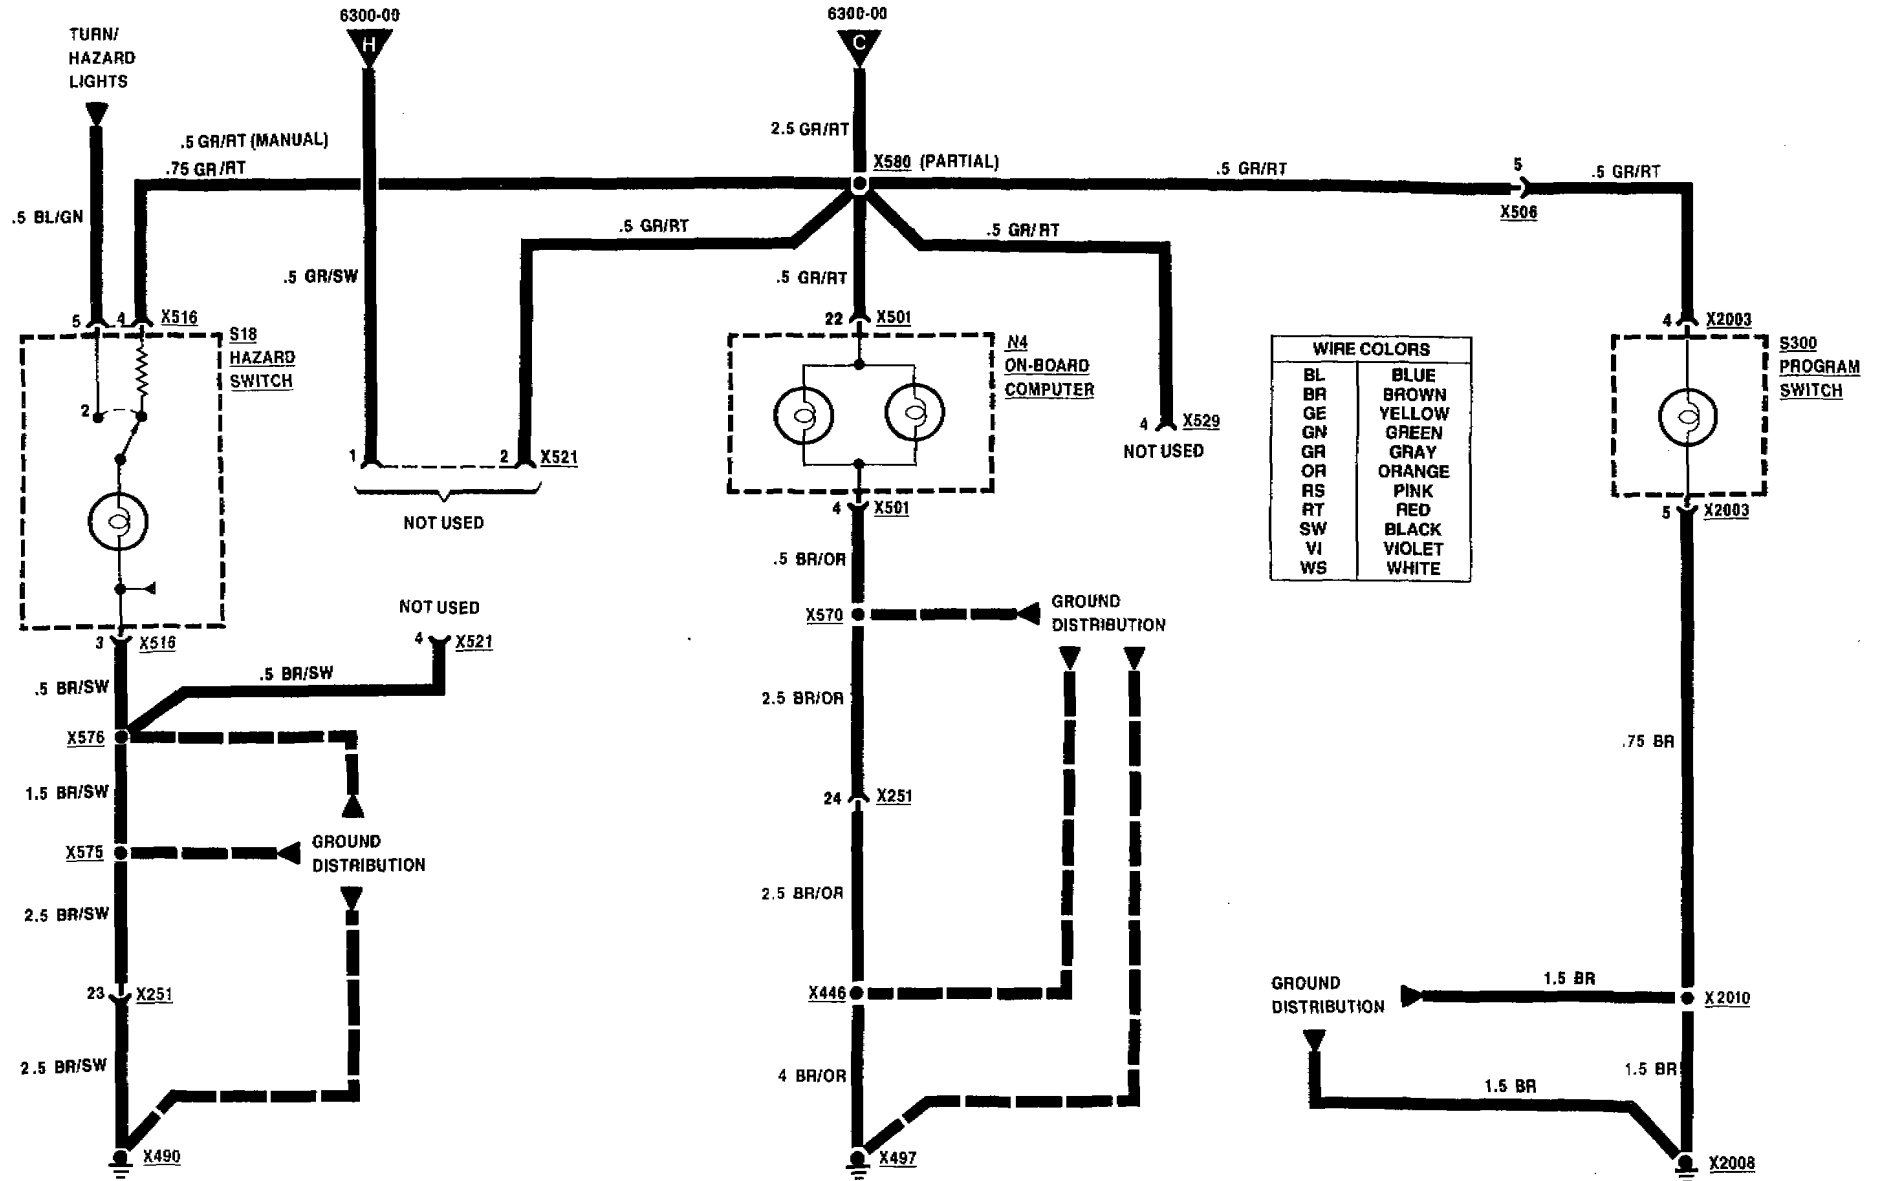 6300-00
6300-00
TURN/
HAZARD
LIGHTS
H
C
.5 GR/RT (MANUAL)
.75 GR/RT
2.5 GR/RT
X580 (PARTIAL)
.5 GR/RT
5
X506
.5 GR/RT
.5 BL/GN
.5 GR/SW
.5 GR/RT
.5 GR/RT
.5 GR/RT
5
4
X516
S18
HAZARD
SWITCH
2
1
2
X521
NOT USED
22
X501
N4
ON-BOARD
COMPUTER
4
X529
NOT USED
WIRE COLORS
BL BLUE
BR BROWN
GE YELLOW
GN GREEN
GR GRAY
OR ORANGE
RS PINK
RT RED
SW BLACK
VI VIOLET
WS WHITE
4
X2003
S300
PROGRAM
SWITCH
5
X2003
4
X501
.5 BR/OR
X570
GROUND
DISTRIBUTION
NOT USED
4
X521
3
X516
.5 BR/SW
.5 BR/SW
X576
1.5 BR/SW
X575
GROUND
DISTRIBUTION
2.5 BR/SW
23
X251
2.5 BR/SW
X490
2.5 BR/OR
24
X251
2.5 BR/OR
X446
4 BR/OR
X497
.75 BR
GROUND
DISTRIBUTION
1.5 BR
X2010
1.5 BR
1.5 BR
X2008